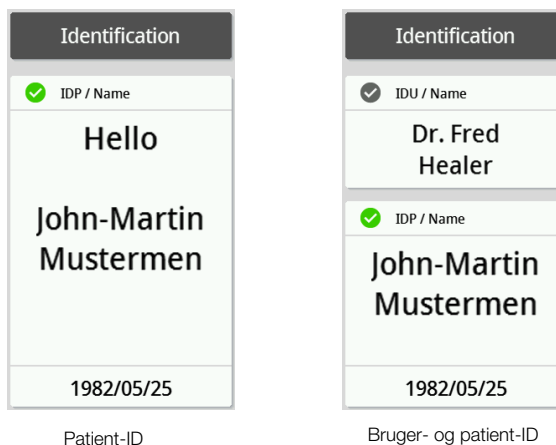 Identification
IDP / Name
Hello
John-Martin
Mustermen
1982/05/25
Patient-ID
Identification
IDU / Name
Dr. Fred
Healer
IDP / Name
John-Martin
Mustermen
1982/05/25
Bruger- og patient-ID